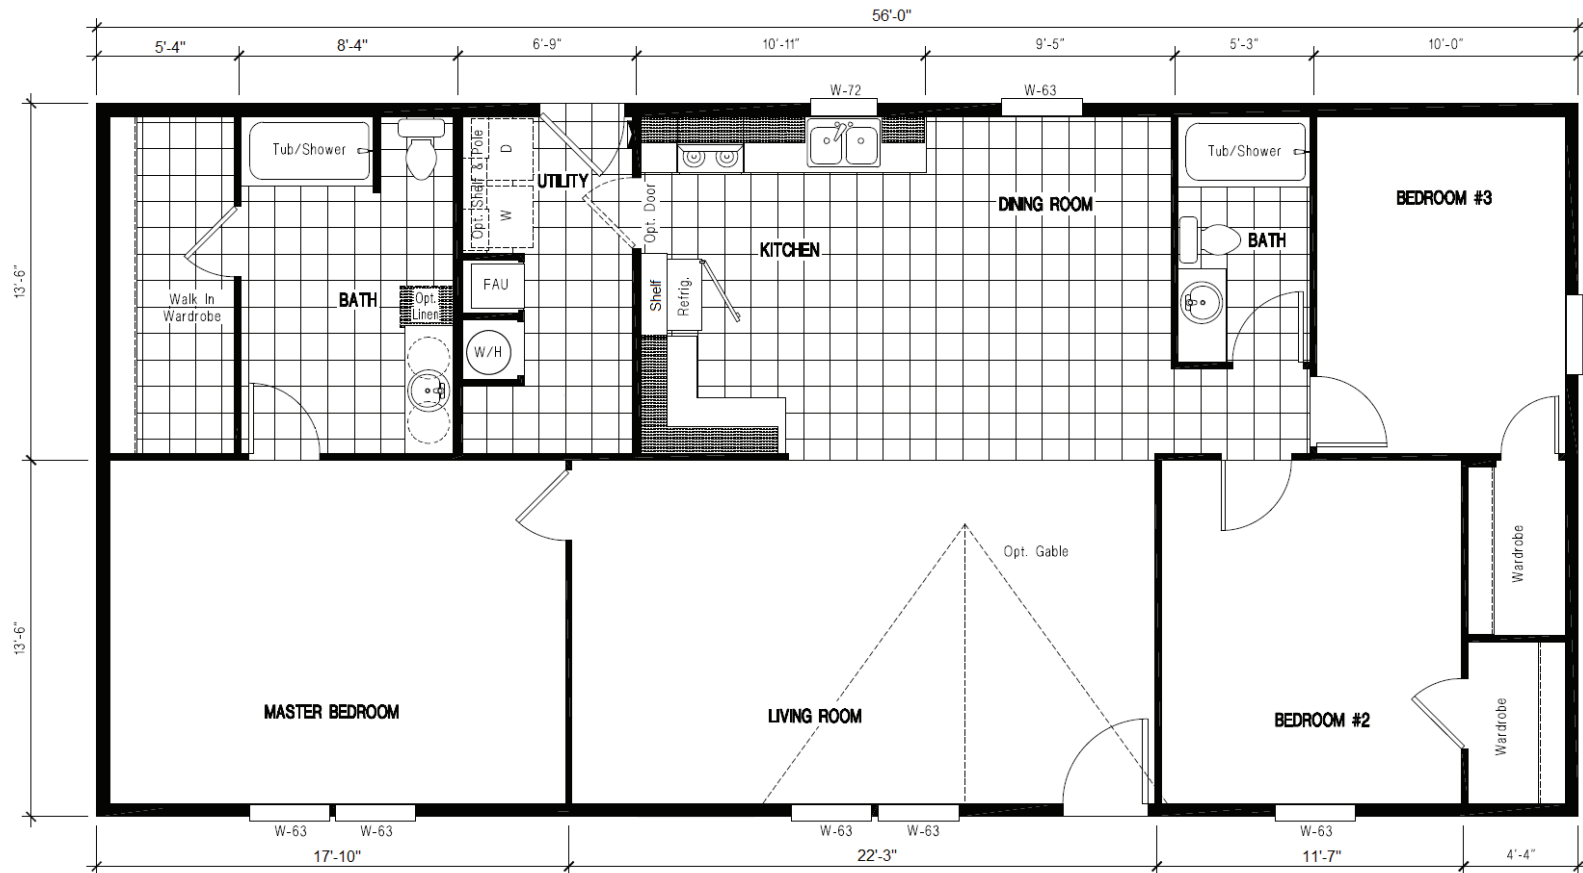 56'-0"
5'-4"
8'-4"
6'-9"
10'-11"
9'-5"
5'-3"
10'-0"
W-72
W-63
Tub/Shower
Opt. Shelf & Pole
D
W
UTILITY
Opt. Door
Tub/Shower
BEDROOM #3
DINING ROOM
KITCHEN
BATH
13'-6"
Walk In
Wardrobe
BATH
Opt.
Linen
FAU
W/H
Shelf
Refrig.
Opt. Gable
Wardrobe
13'-6"
MASTER BEDROOM
LIVING ROOM
BEDROOM #2
Wardrobe
W-63
W-63
W-63
W-63
W-63
17'-10"
22'-3"
11'-7"
4'-4"